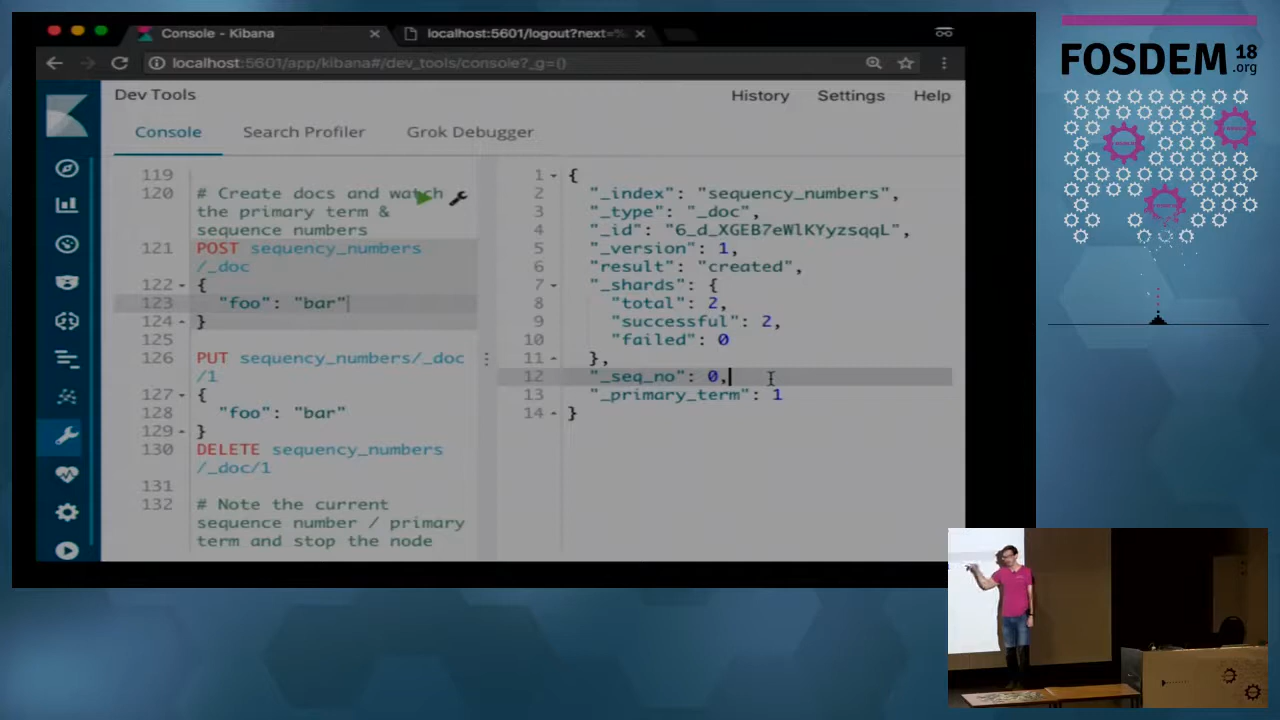 Console - Kibana
localhost:5601/logout?next=%
localhost:5601/app/kibana#/dev_tools/console?_g=()
Dev Tools
History
Settings
Help
Console
Search Profiler
Grok Debugger
119
120 # Create docs and watch
the primary term &
sequence numbers
121 POST sequency_numbers
/_doc
122 {
123 "foo": "bar"
124 }
125
126 PUT sequency_numbers/_doc
/1
127 {
128 "foo": "bar"
129 }
130 DELETE sequency_numbers
/_doc/1
131
132 # Note the current
sequence number / primary
term and stop the node
1 {
2 "_index": "sequency_numbers",
3 "_type": "_doc",
4 "_id": "6_d_XGEB7eWlKYyzsqqL",
5 "_version": 1,
6 "result": "created",
7 "_shards": {
8 "total": 2,
9 "successful": 2,
10 "failed": 0
11 },
12 "_seq_no": 0,
13 "_primary_term": 1
14 }
FOSDEM 18
.org